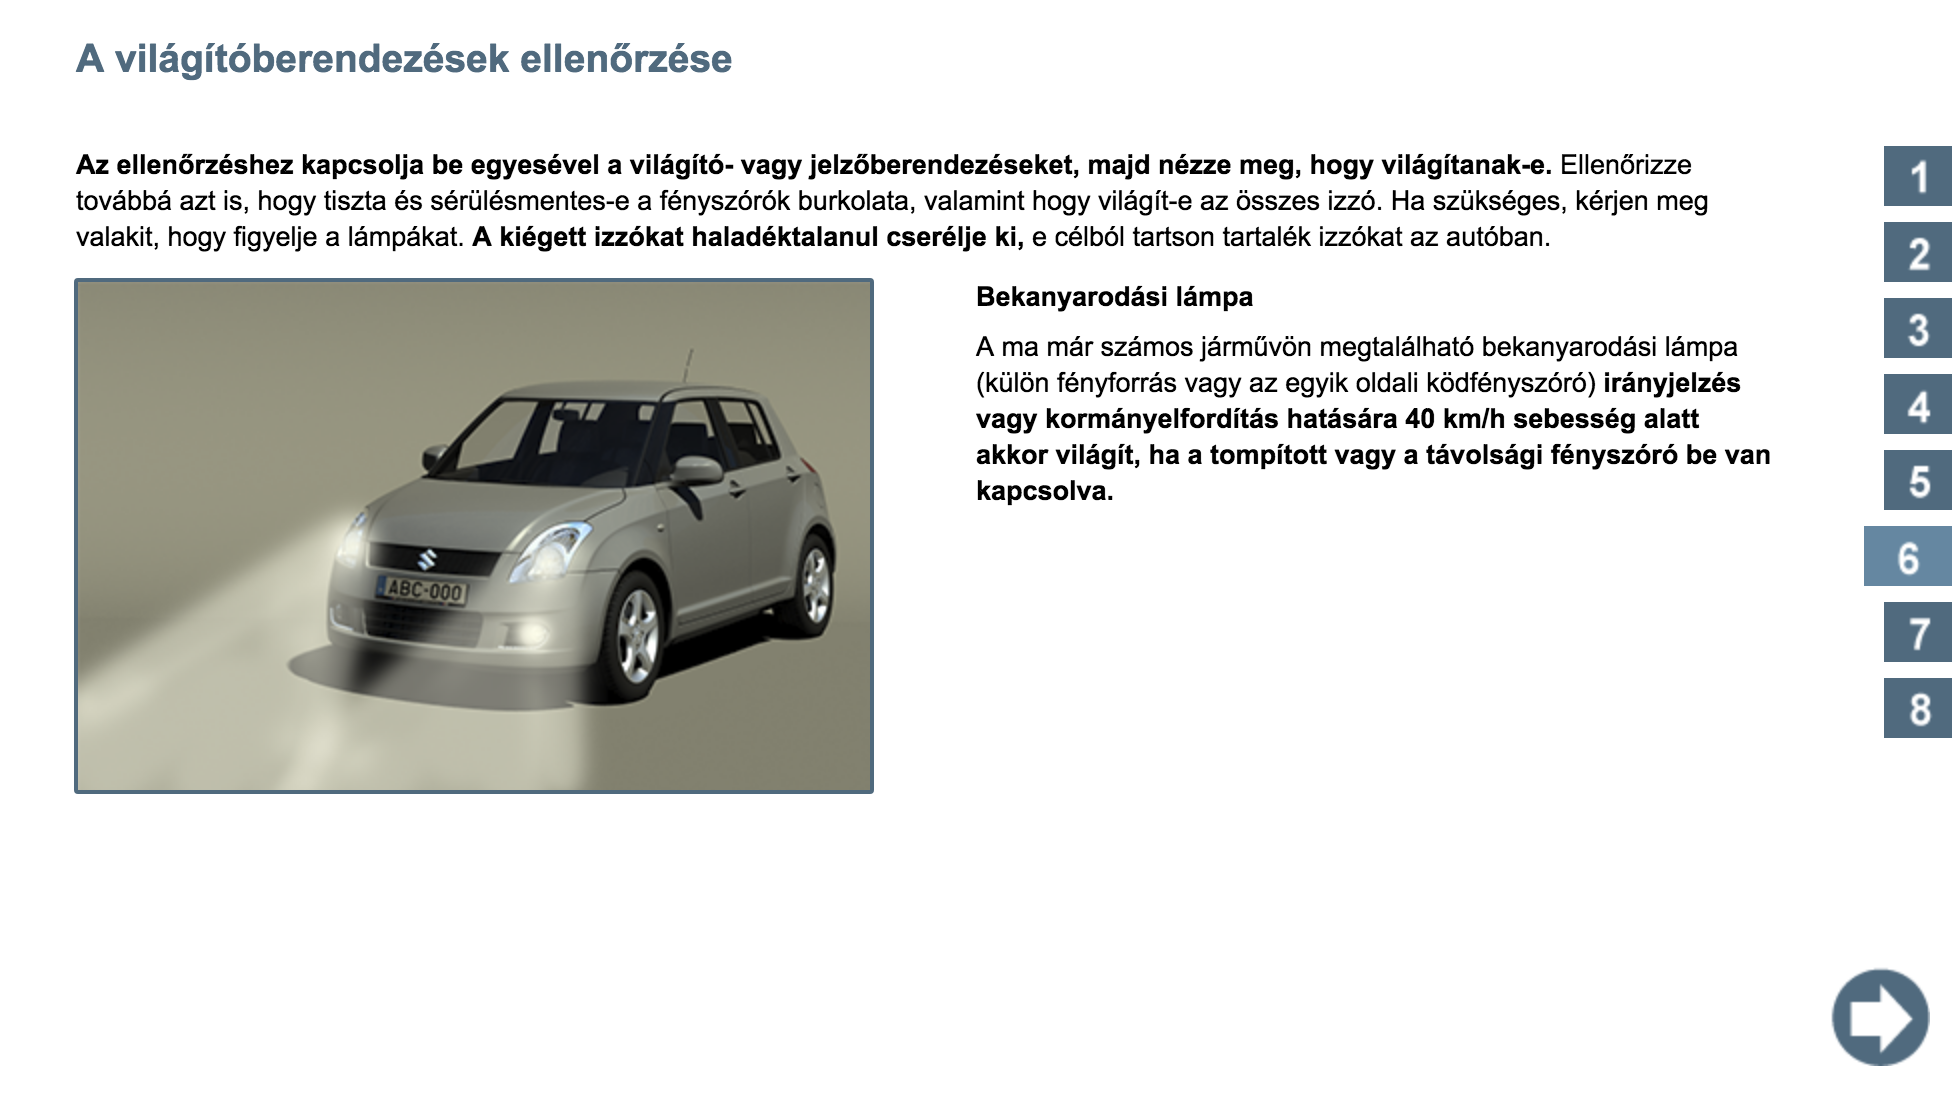 A világítóberendezések ellenőrzése
Az ellenőrzéshez kapcsolja be egyesével a világító- vagy jelzőberendezéseket, majd nézze meg, hogy világítanak-e. Ellenőrizze
továbbá azt is, hogy tiszta és sérülésmentes-e a fényszórók burkolata, valamint hogy világít-e az összes izzó. Ha szükséges, kérjen meg
valakit, hogy figyelje a lámpákat. A kiégett izzókat haladéktalanul cserélje ki, e célból tartson tartalék izzókat az autóban.
ABC-000
Bekanyarodási lámpa
A ma már számos járművön megtalálható bekanyarodási lámpa
(külön fényforrás vagy az egyik oldali ködfényszóró) irányjelzés
vagy kormányelfordítás hatására 40 km/h sebesség alatt
akkor világít, ha a tompított vagy a távolsági fényszóró be van
kapcsolva.
1
2
3
4
5
6
7
8